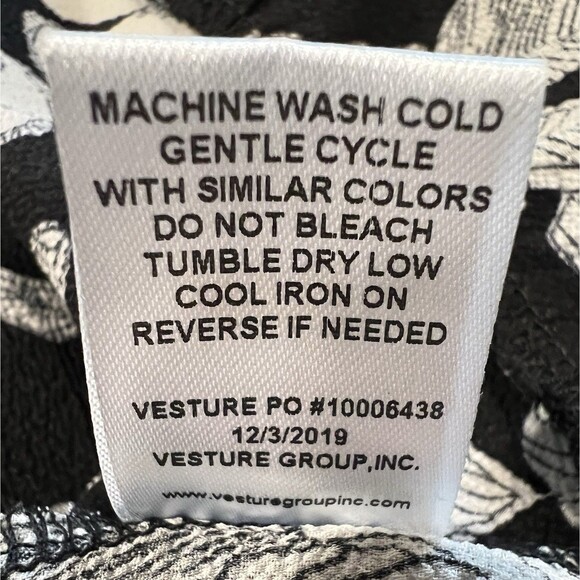 MACHINE WASH COLD
GENTLE CYCLE
WITH SIMILAR COLORS
DO NOT BLEACH
TUMBLE DRY LOW
COOL IRON ON
REVERSE IF NEEDED
VESTURE PO #10006438
12/3/2019
VESTURE GROUP,INC.
www.vesturegroupinc.com